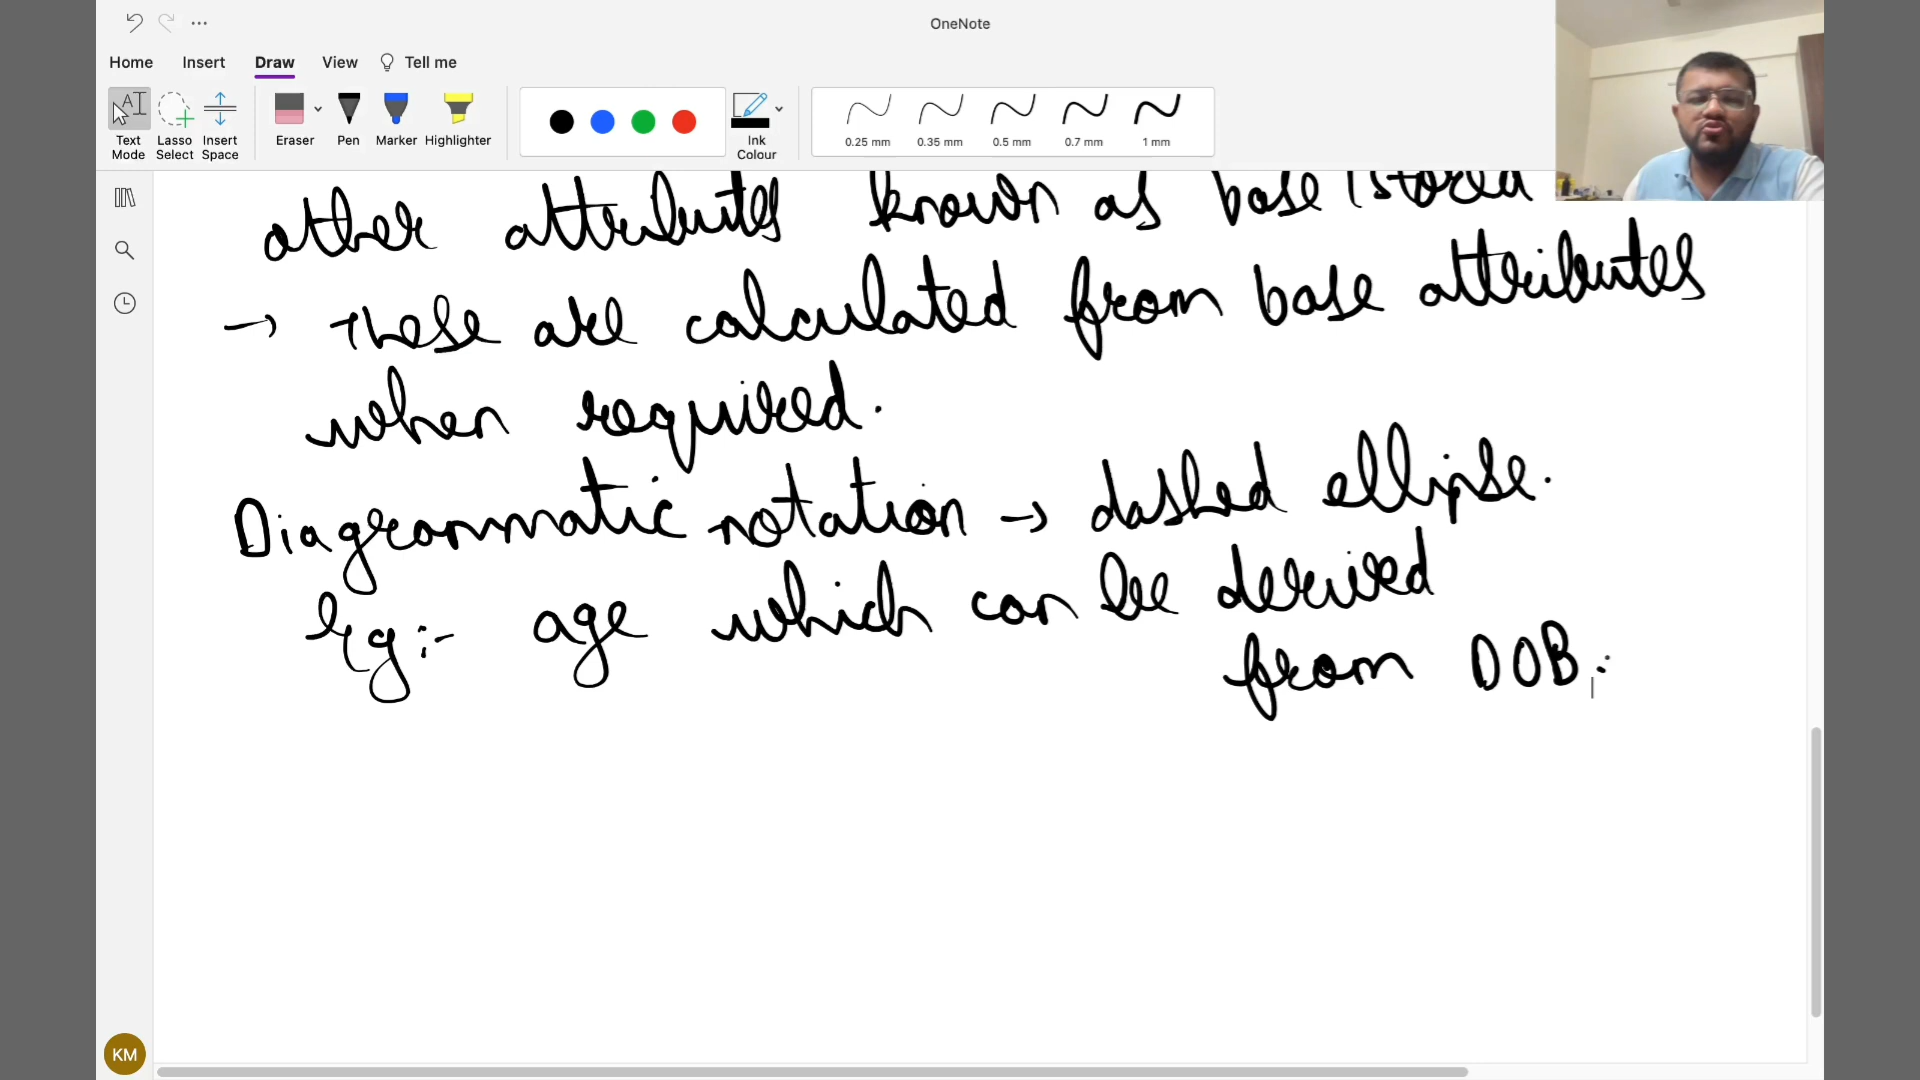 OneNote
Home Insert Draw View Tell me
Text Mode
Lasso Select
Insert Space
Eraser
Pen
Marker
Highlighter
Ink Colour
0.25 mm
0.35 mm
0.5 mm
0.7 mm
1 mm
other attributes known as base / stored
→ These are calculated from base attributes
when required.
Diagrammatic notation → dashed ellipse.
Eg:- age which can be derived
from DOB.
KM